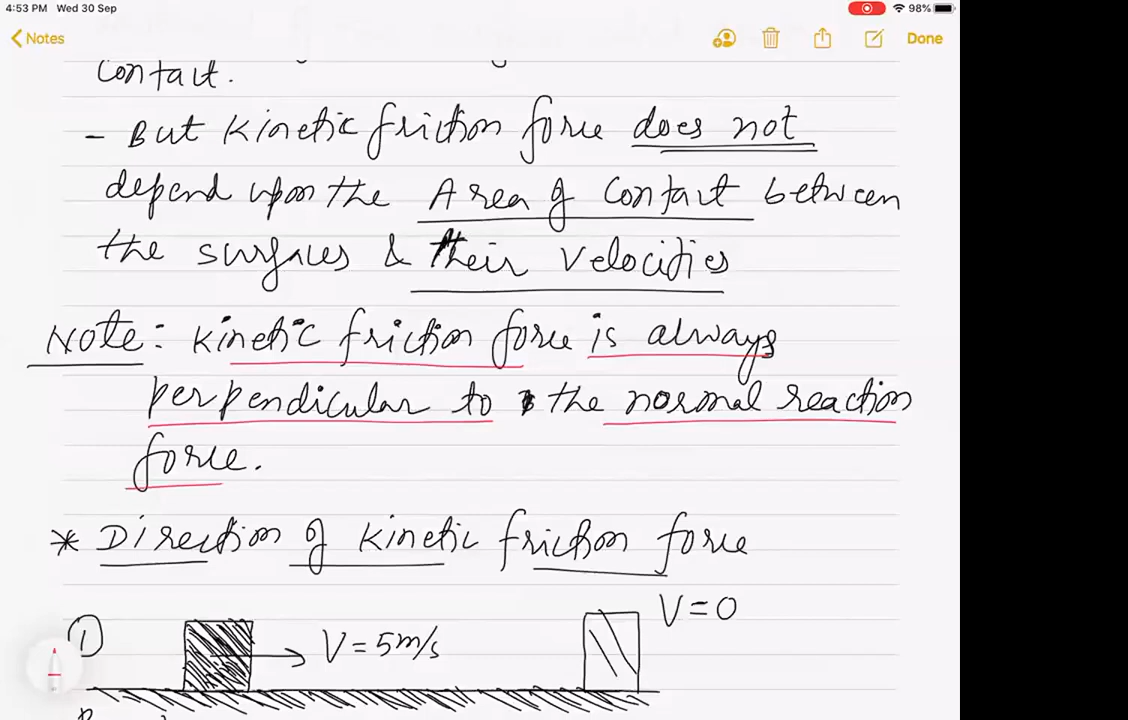 4:53 PM Wed 30 Sep
98%
Notes
Done
Contact.
- But Kinetic friction force does not
depend upon the Area of Contact between
the surfaces & their velocities
Note: Kinetic friction force is always
perpendicular to the normal reaction
force.
* Direction of Kinetic friction force
V=0
1
V=5m/s